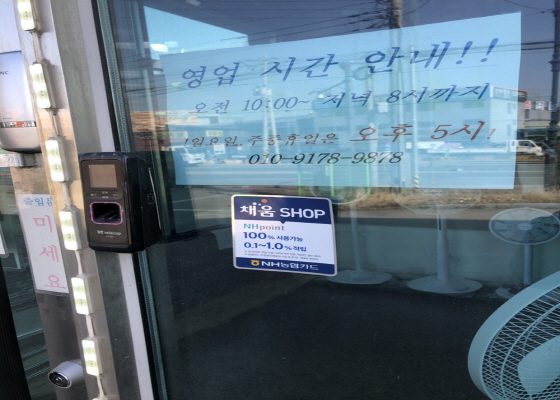 영업 시간 안내!!
오전 10:00~ 저녁 8시까지
일요일, 주중휴일은 오후 5시!
010-9178-9878
채움 SHOP
NHpoint
100% 사용가능
0.1~1.0% 적립
NH농협카드
미세요